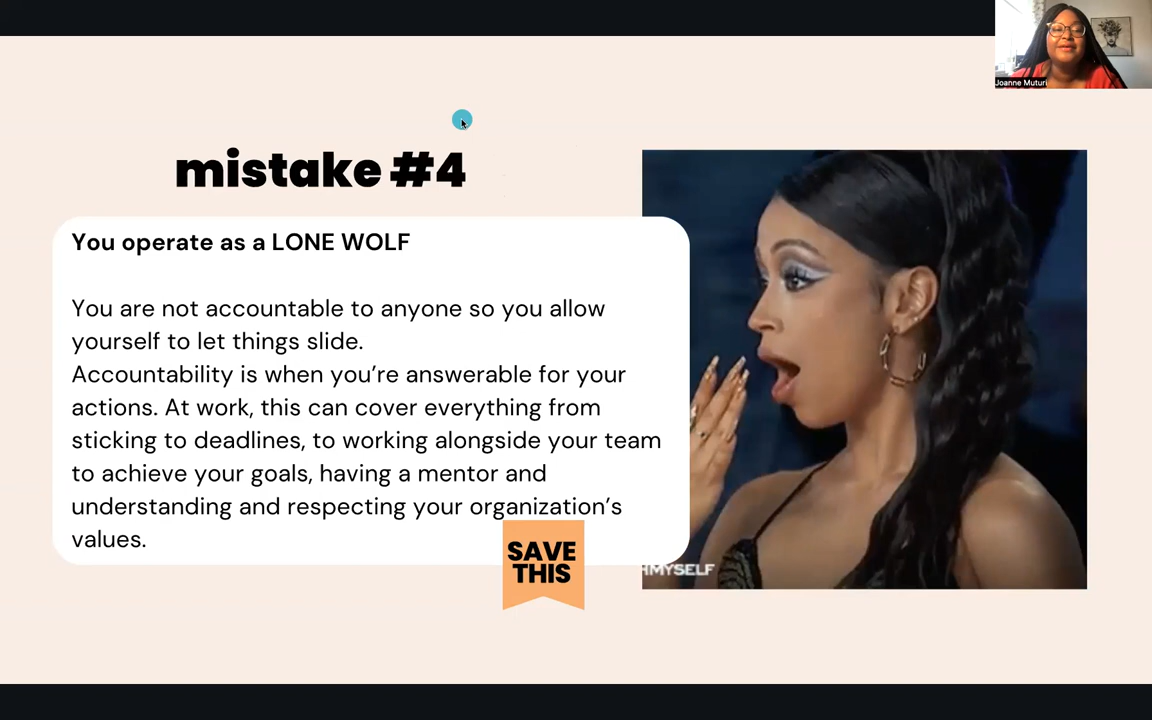 Joanne Muturi
mistake #4
You operate as a LONE WOLF
You are not accountable to anyone so you allow
yourself to let things slide.
Accountability is when you’re answerable for your
actions. At work, this can cover everything from
sticking to deadlines, to working alongside your team
to achieve your goals, having a mentor and
understanding and respecting your organization’s
values.
SAVE
THIS
HMYSELF